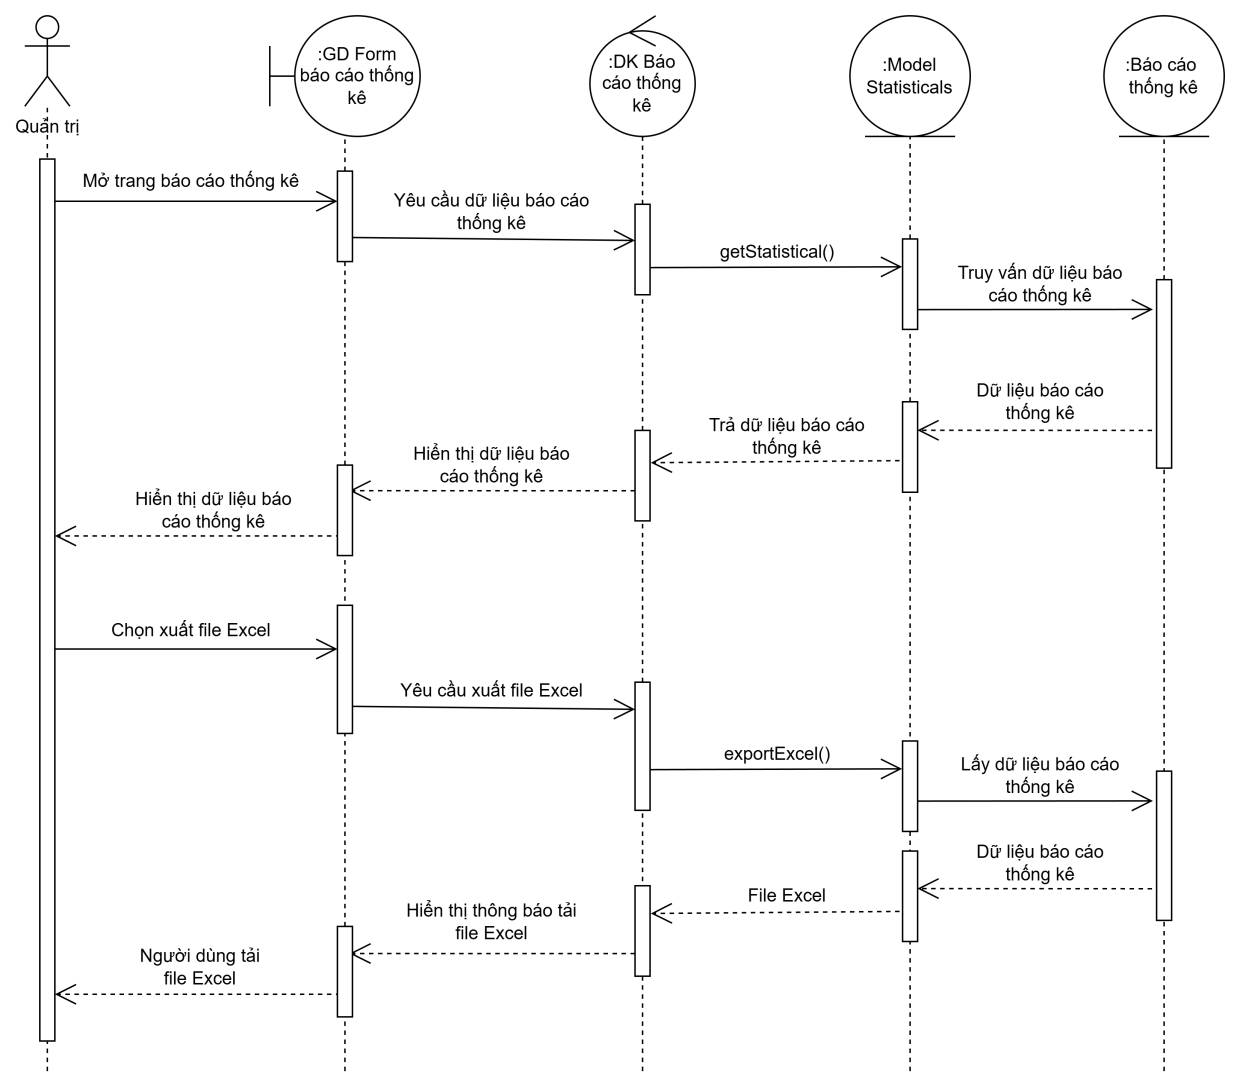 :GD Form
báo cáo thống
kê
:DK Báo
cáo thống
kê
:Model
Statisticals
:Báo cáo
thống kê
Quản trị
Mở trang báo cáo thống kê
Yêu cầu dữ liệu báo cáo
thống kê
getStatistical()
Truy vấn dữ liệu báo
cáo thống kê
Dữ liệu báo cáo
thống kê
Trả dữ liệu báo cáo
thống kê
Hiển thị dữ liệu báo
cáo thống kê
Hiển thị dữ liệu báo
cáo thống kê
Chọn xuất file Excel
Yêu cầu xuất file Excel
exportExcel()
Lấy dữ liệu báo cáo
thống kê
Dữ liệu báo cáo
thống kê
File Excel
Hiển thị thông báo tải
file Excel
Người dùng tải
file Excel